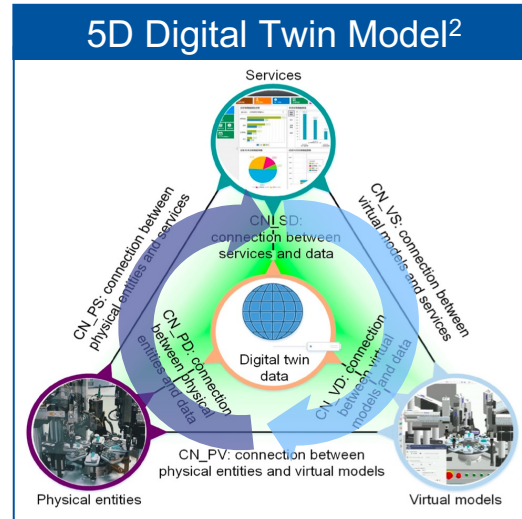 5D Digital Twin Model2
Services
CN_PS: connection between
physical entities and services
CN_SD:
connection between
services and data
CN_VS: connection between
virtual models and services
Digital twin
data
CN_PD: connection
between physical
entities and data
CN_VD: connection
between virtual
models and data
CN_PV: connection between
physical entities and virtual models
Physical entities
Virtual models